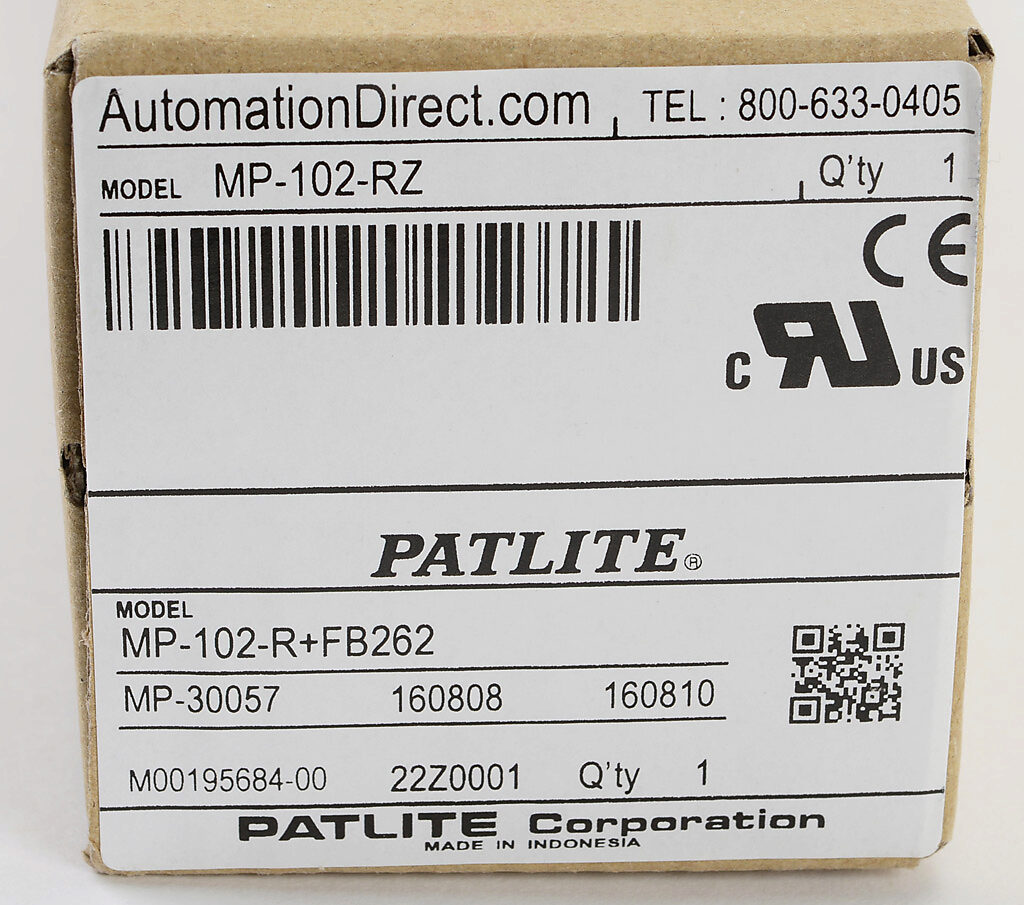 AutomationDirect.com TEL : 800-633-0405
MODEL MP-102-RZ Q'ty 1
CE
C RU US
PATLITE®
MODEL
MP-102-R+FB262
MP-30057 160808 160810
M00195684-00 22Z0001 Q'ty 1
PATLITE Corporation
MADE IN INDONESIA